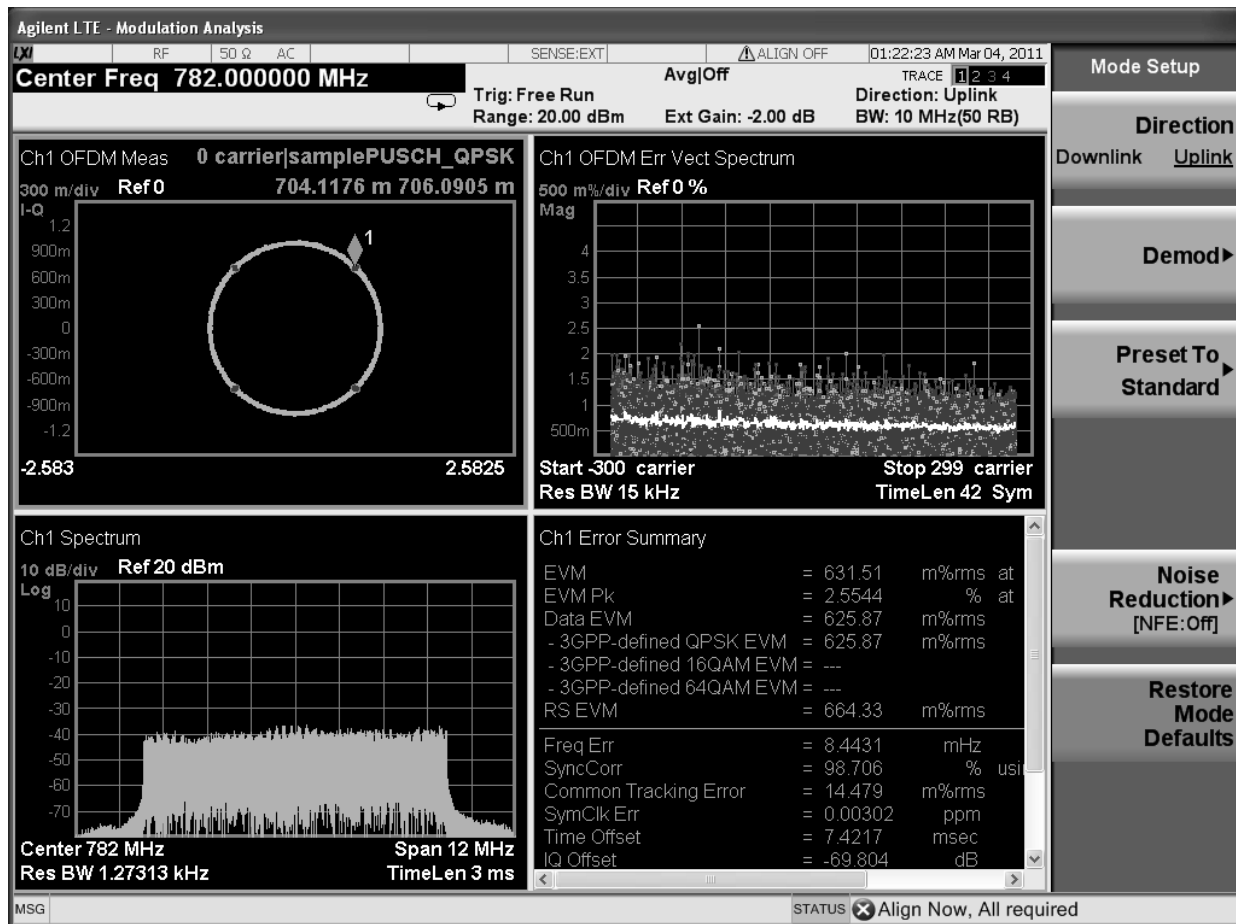 Agilent LTE - Modulation Analysis
LXI RF 50 Ω AC SENSE:EXT ALIGN OFF 01:22:23 AM Mar 04, 2011
Center Freq 782.000000 MHz
Trig: Free Run
Range: 20.00 dBm
Avg|Off
Ext Gain: -2.00 dB
TRACE 1 2 3 4
Direction: Uplink
BW: 10 MHz(50 RB)
Ch1 OFDM Meas 0 carrier|samplePUSCH_QPSK
300 m/div Ref 0 704.1176 m 706.0905 m
I-Q
1.2
900m
600m
300m
0
-300m
-600m
-900m
-1.2
1
-2.583 2.5825
Ch1 OFDM Err Vect Spectrum
500 m%/div Ref 0 %
Mag
4
3.5
3
2.5
2
1.5
1
500m
Start -300 carrier Stop 299 carrier
Res BW 15 kHz TimeLen 42 Sym
Ch1 Spectrum
10 dB/div Ref 20 dBm
Log
10
0
-10
-20
-30
-40
-50
-60
-70
Center 782 MHz Span 12 MHz
Res BW 1.27313 kHz TimeLen 3 ms
Ch1 Error Summary
EVM = 631.51 m%rms at
EVM Pk = 2.5544 % at
Data EVM = 625.87 m%rms
- 3GPP-defined QPSK EVM = 625.87 m%rms
- 3GPP-defined 16QAM EVM = ---
- 3GPP-defined 64QAM EVM = ---
RS EVM = 664.33 m%rms
Freq Err = 8.4431 mHz
SyncCorr = 98.706 % usi
Common Tracking Error = 14.479 m%rms
SymClk Err = 0.00302 ppm
Time Offset = 7.4217 msec
IQ Offset = -69.804 dB
Mode Setup
Direction
Downlink Uplink
Demod
Preset To
Standard
Noise
Reduction
[NFE:Off]
Restore
Mode
Defaults
MSG STATUS Align Now, All required